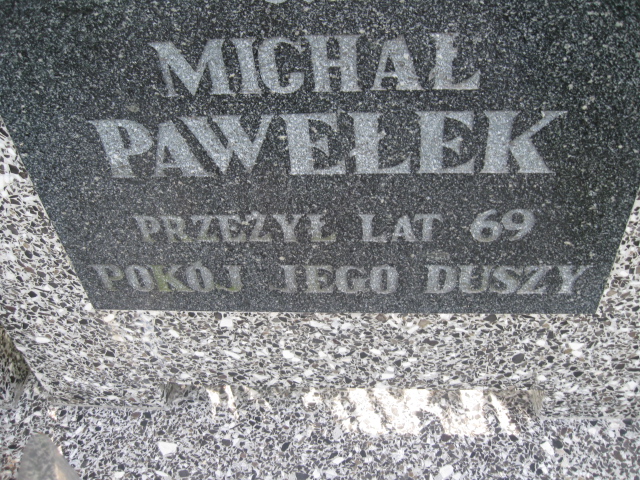 MICHAŁ
PAWEŁEK
PRZEŻYŁ LAT 69
POKÓJ JEGO DUSZY